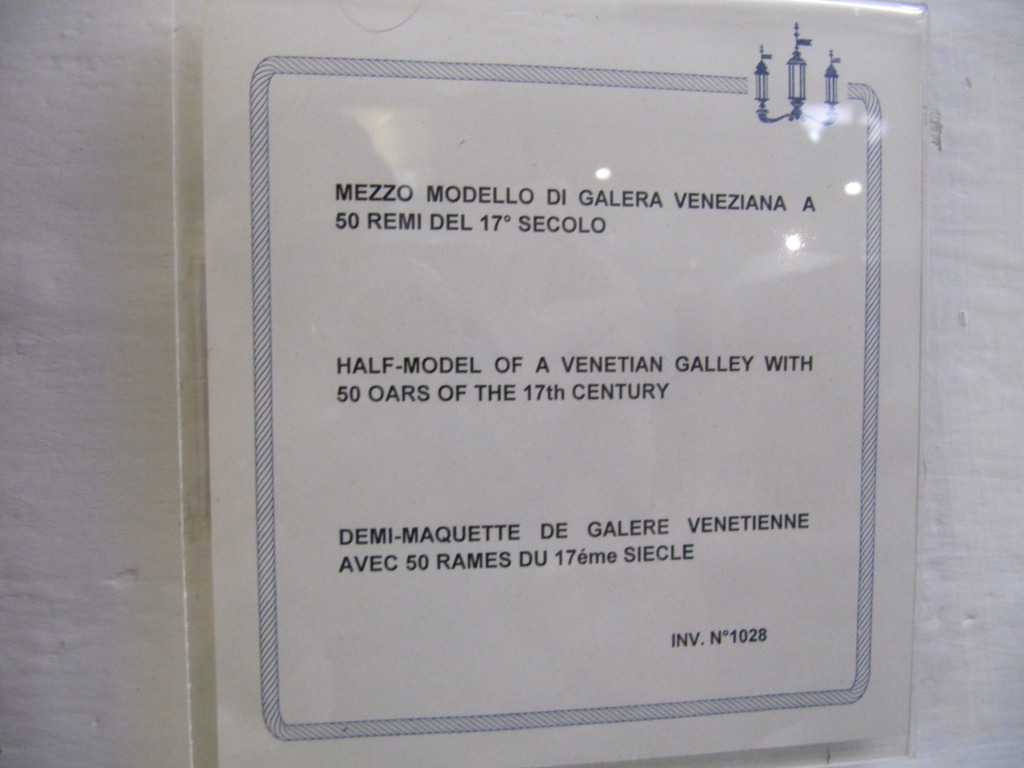 MEZZO MODELLO DI GALERA VENEZIANA A
50 REMI DEL 17° SECOLO
HALF-MODEL OF A VENETIAN GALLEY WITH
50 OARS OF THE 17th CENTURY
DEMI-MAQUETTE DE GALERE VENETIENNE
AVEC 50 RAMES DU 17éme SIECLE
INV. N°1028